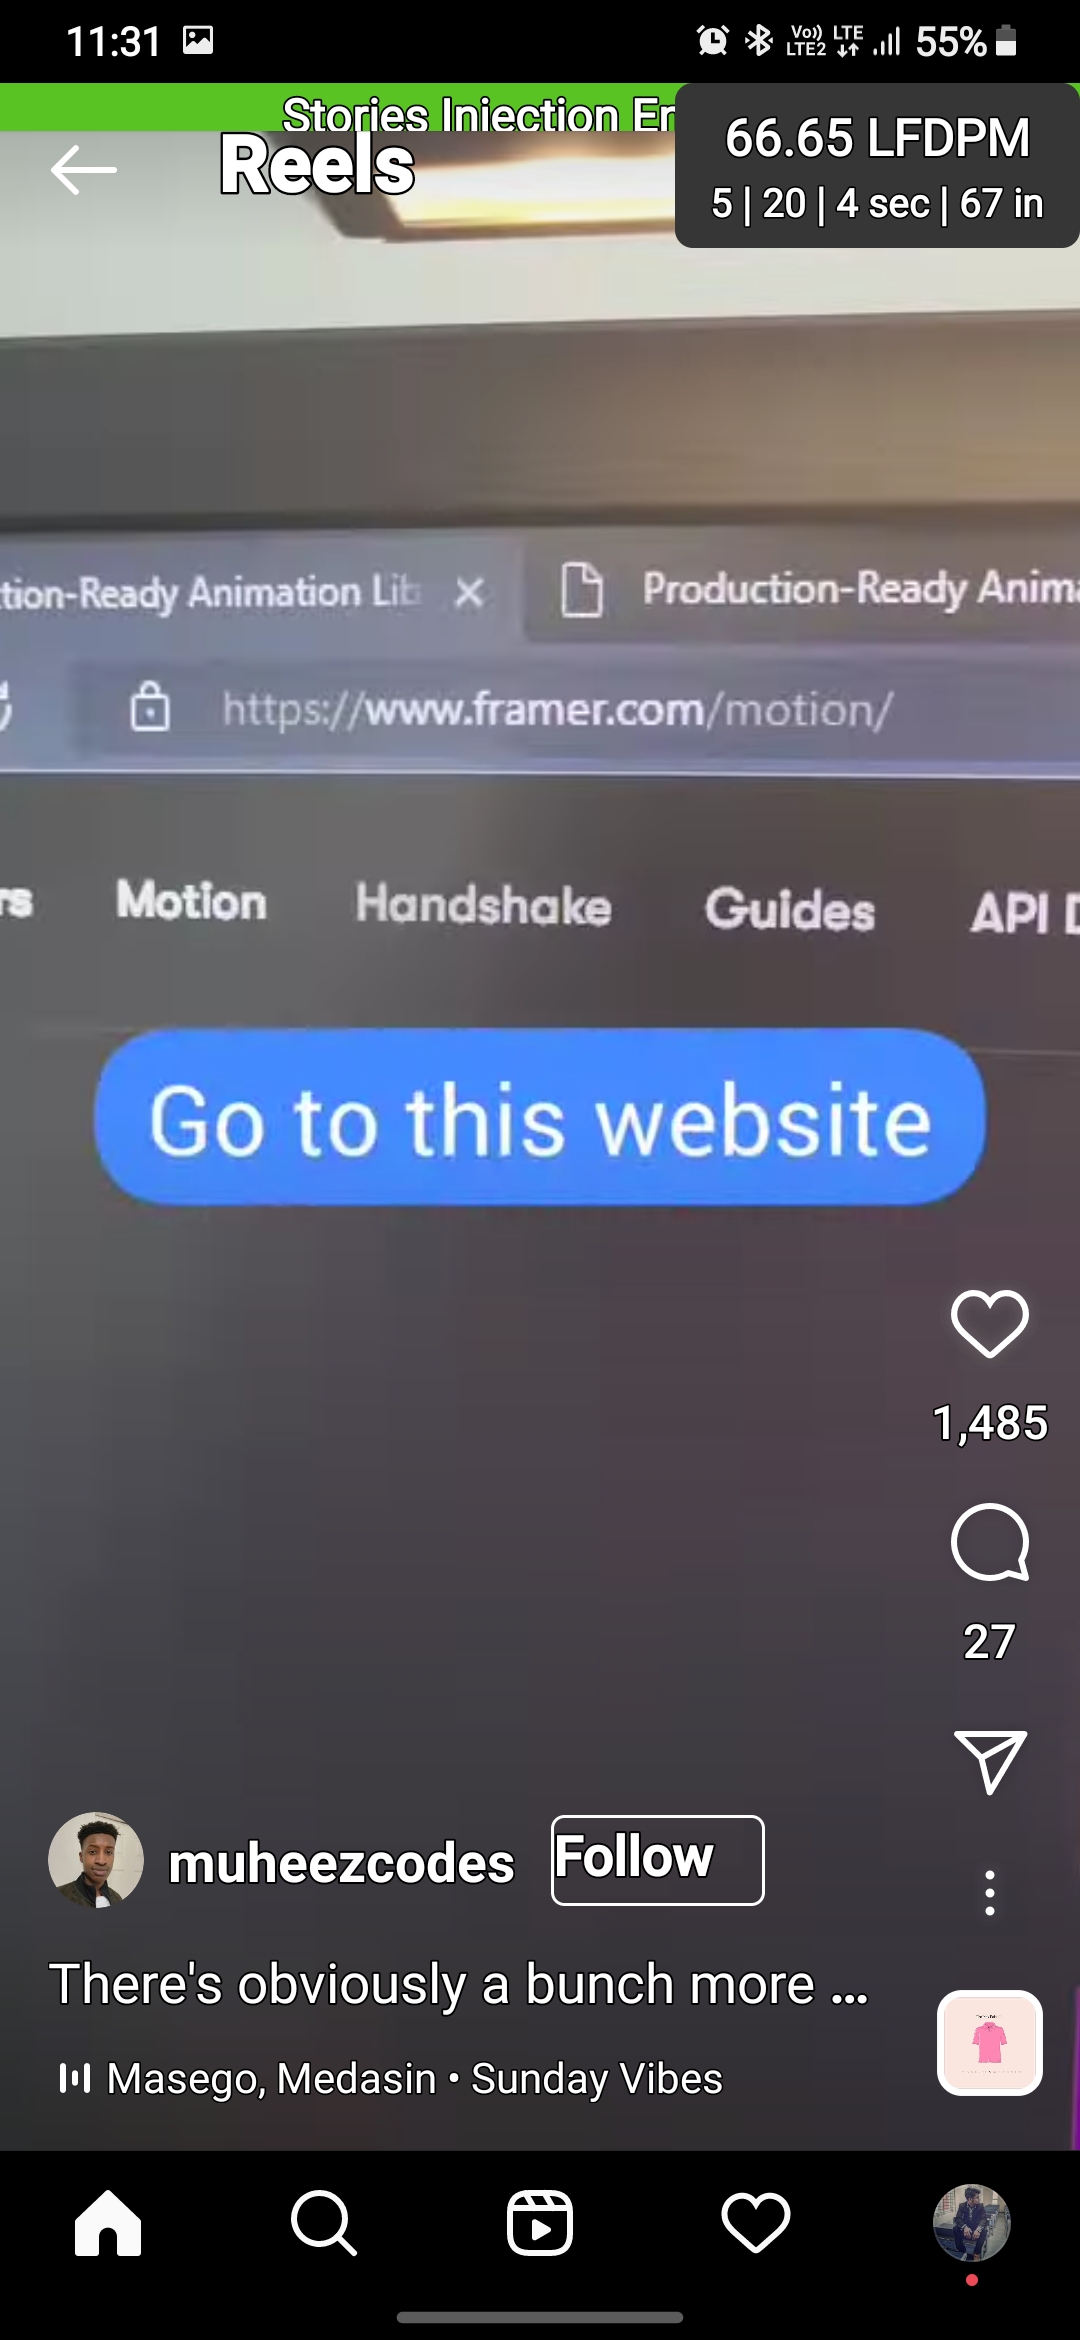 11:31 Vo)) LTE2 LTE 55%
Stories Injection En
66.65 LFDPM
5 | 20 | 4 sec | 67 in
Reels
tion-Ready Animation Lib
Production-Ready Anima
https://www.framer.com/motion/
rs Motion Handshake Guides API D
Go to this website
1,485
27
muheezcodes Follow
There's obviously a bunch more ...
Masego, Medasin • Sunday Vibes